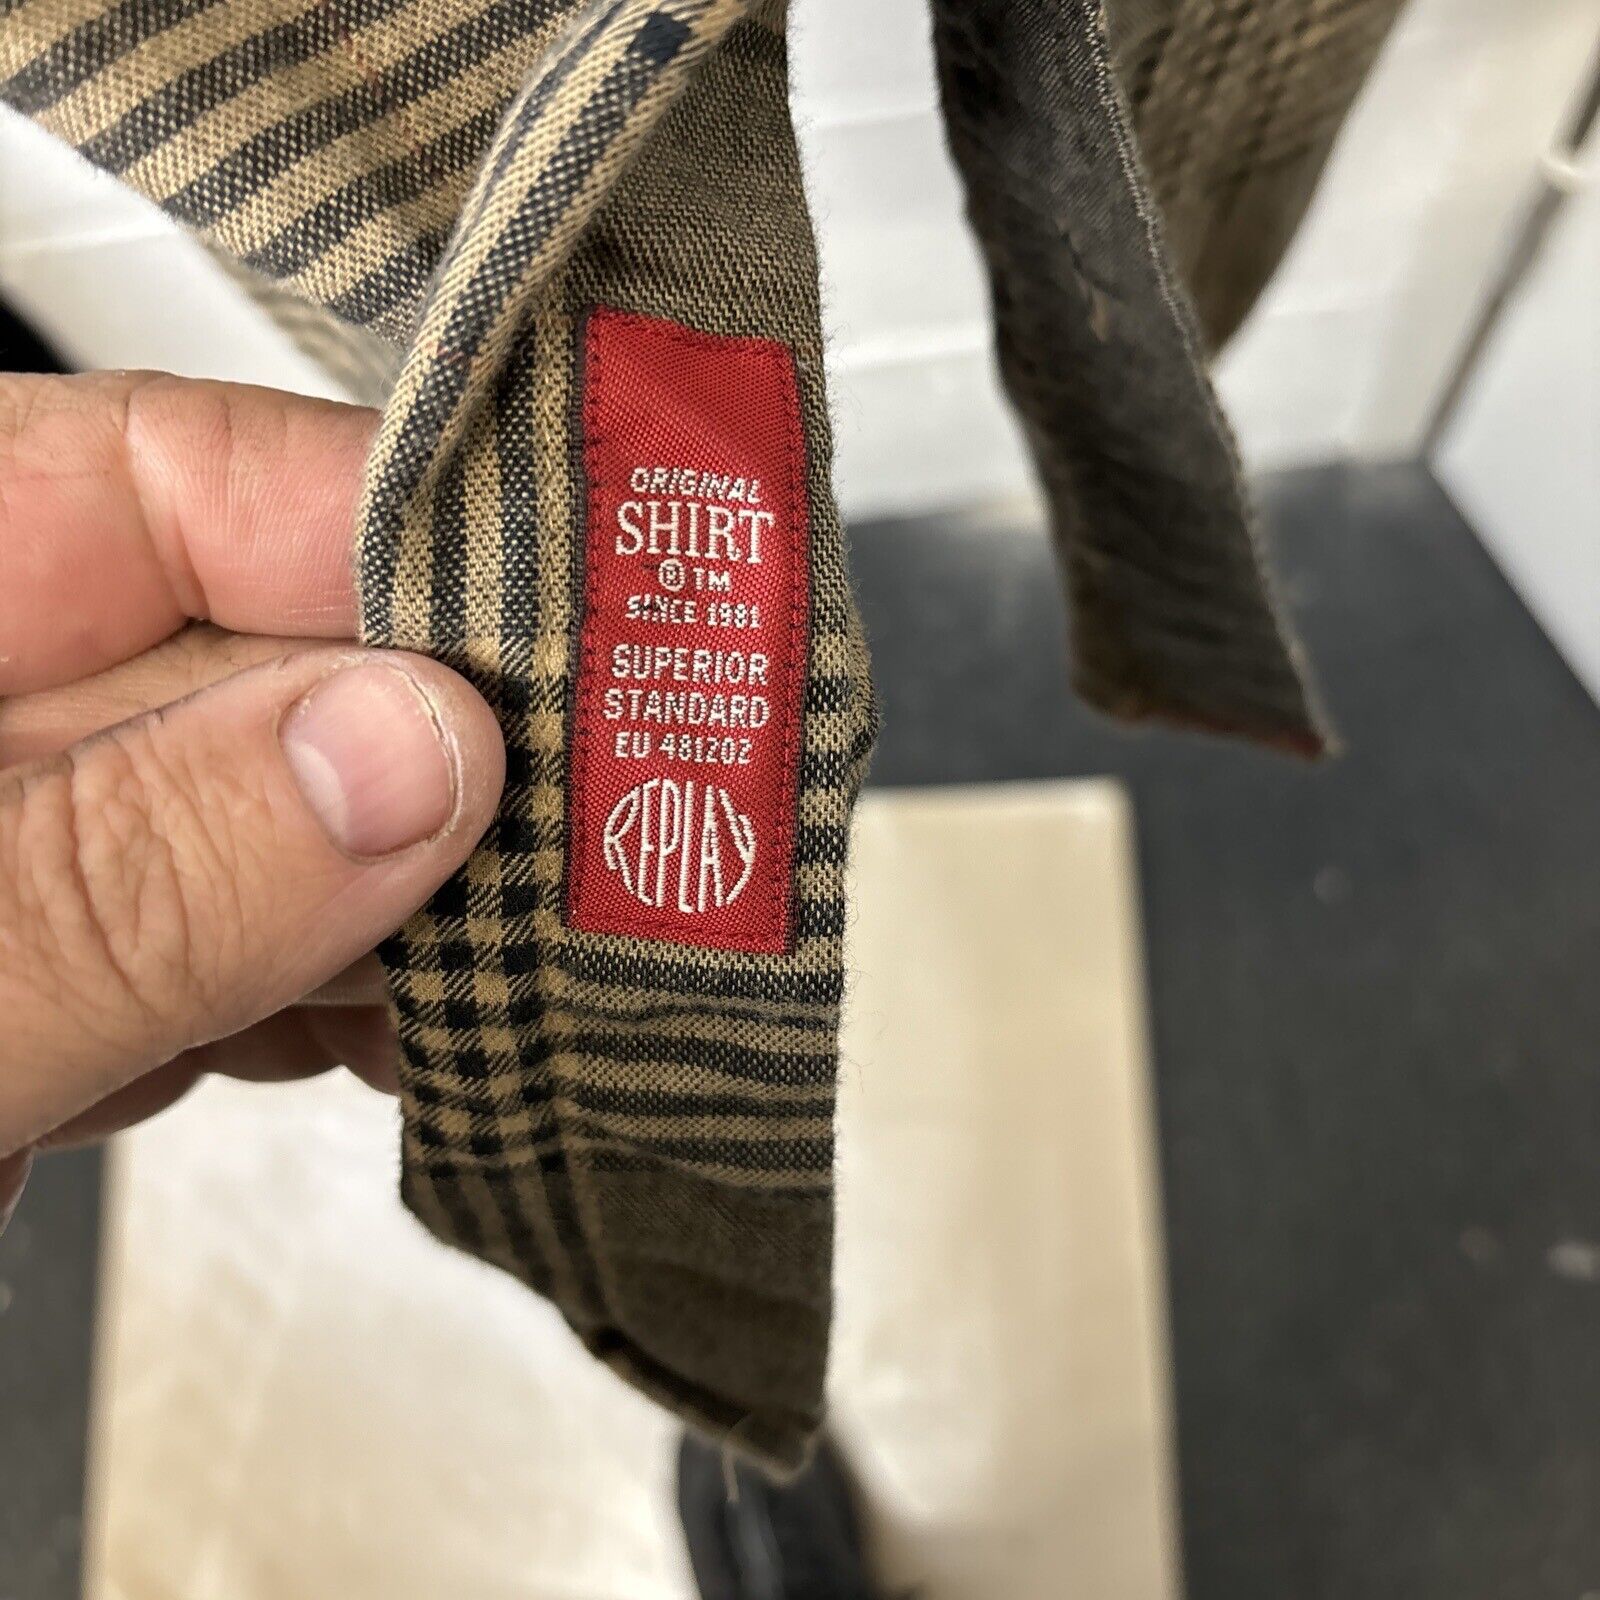 ORIGINAL
SHIRT
® TM
SINCE 1981
SUPERIOR
STANDARD
EU 481202
REPLAY